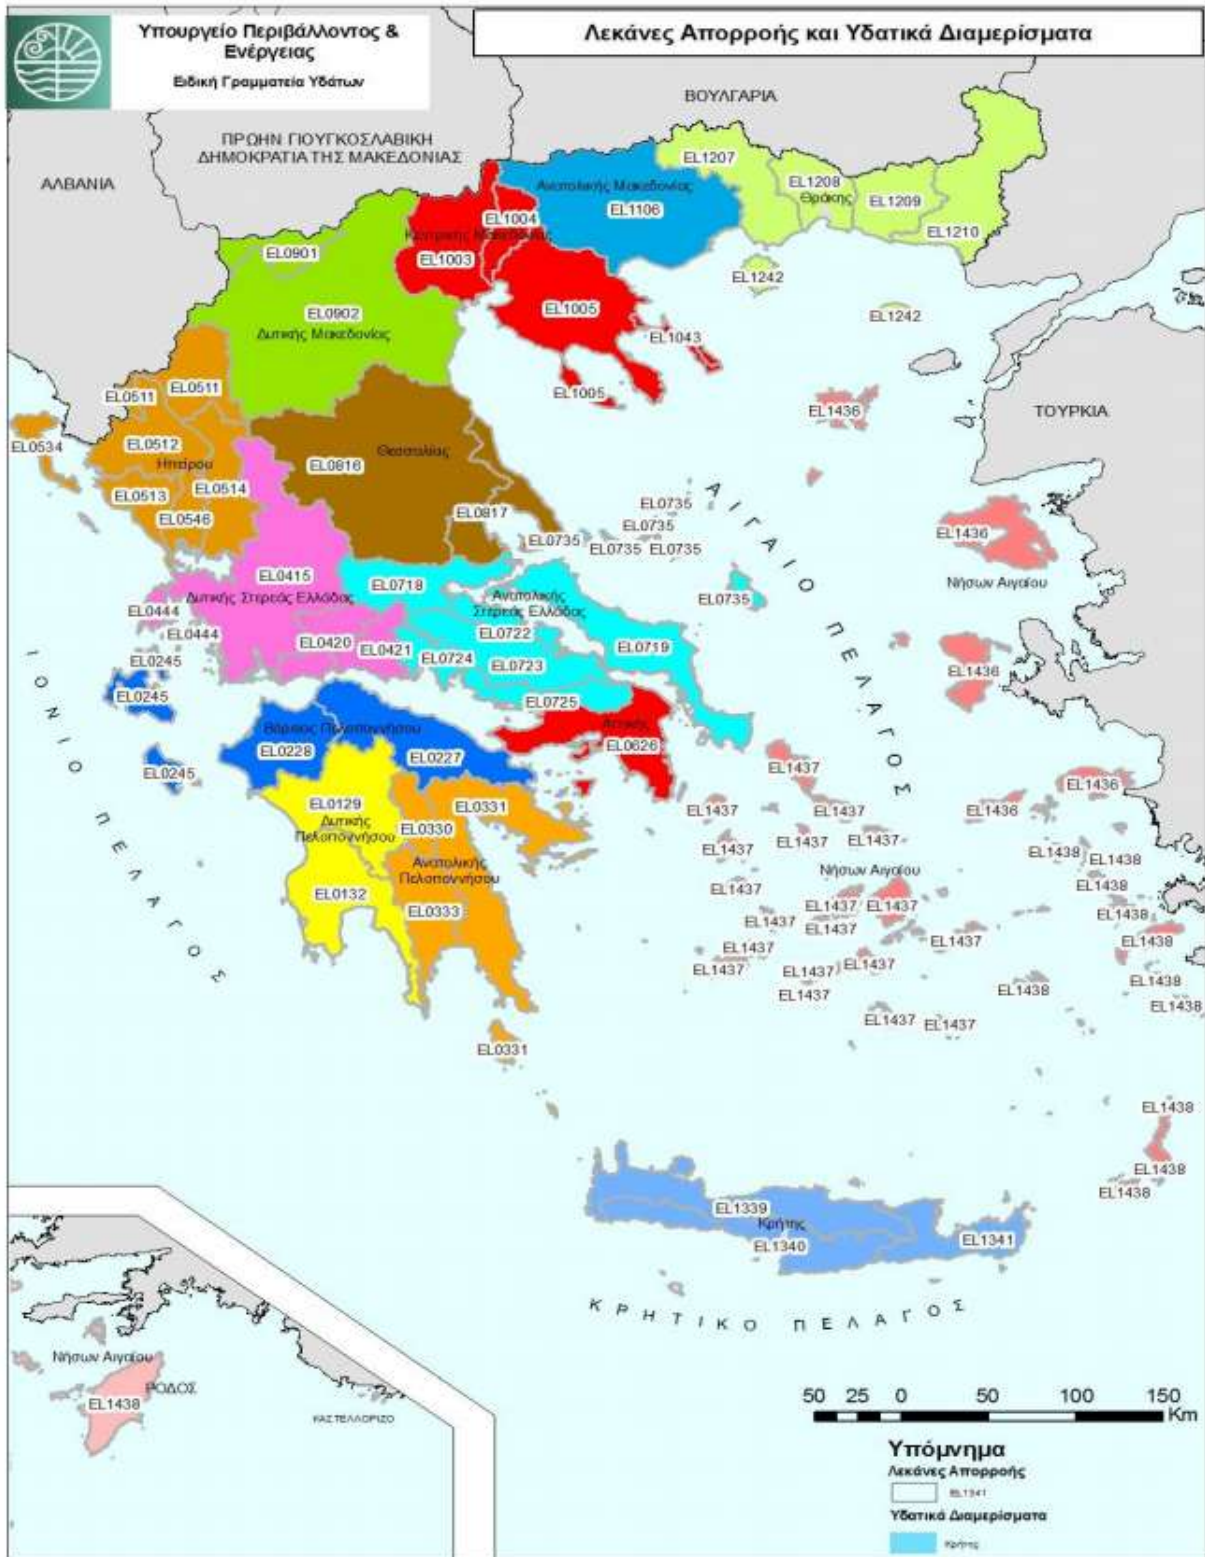 Υπουργείο Περιβάλλοντος &
Ενέργειας
Ειδική Γραμματεία Υδάτων
Λεκάνες Απορροής και Υδατικά Διαμερίσματα
ΒΟΥΛΓΑΡΙΑ
ΠΡΩΗΝ ΓΙΟΥΓΚΟΣΛΑΒΙΚΗ
ΔΗΜΟΚΡΑΤΙΑ ΤΗΣ ΜΑΚΕΔΟΝΙΑΣ
ΑΛΒΑΝΙΑ
EL1207
Ανατολικής Μακεδονίας
EL1208
Θράκης
EL1209
EL1106
EL1004
Κεντρικής Μακεδονίας
EL1210
EL0901
EL1003
EL1242
EL0902
EL1005
EL1242
Δυτικής Μακεδονίας
EL1043
EL0511
EL0511
EL1005
EL1436
ΤΟΥΡΚΙΑ
EL0534
EL0512
Ηπείρου
EL0816
Θεσσαλίας
EL0513
EL0514
EL0546
EL0817
EL0735
EL0735
EL0735
EL0735
EL0735
ΑΙΓΑΙΟ ΠΕΛΑΓΟΣ
EL1436
Νήσων Αιγαίου
EL0415
EL0718
Ανατολικής
Στερεάς Ελλάδας
EL0735
Δυτικής Στερεάς Ελλάδας
EL0444
EL0444
EL0420
EL0421
EL0722
EL0724
EL0723
EL0719
EL1436
EL0245
EL0245
EL0725
ΙΟΝΙΟ ΠΕΛΑΓΟΣ
Βόρειας Πελοποννήσου
Αττικής
EL0228
EL0227
EL0626
EL0245
EL1437
EL1436
EL0129
EL0331
EL1437
EL1437
EL1436
Δυτικής
Πελοποννήσου
EL0330
EL1437
EL1437
EL1437
EL1438
EL1438
Ανατολικής
Πελοποννήσου
Νήσων Αιγαίου
EL0132
EL1437
EL1438
EL0333
EL1437
EL1437
EL1438
EL1437
EL1437
EL1437
EL1438
EL1437
EL1437
EL1437
EL1437
EL1438
EL1438
EL1437
EL1438
EL1437
EL1437
EL0331
EL1438
EL1438
EL1438
EL1339
Κρήτης
EL1340
EL1341
ΚΡΗΤΙΚΟ ΠΕΛΑΓΟΣ
Νήσων Αιγαίου
ΡΟΔΟΣ
EL1438
ΚΑΣΤΕΛΛΟΡΙΖΟ
50 25 0 50 100 150
Km
Υπόμνημα
Λεκάνες Απορροής
EL1341
Υδατικά Διαμερίσματα
Κρήτης